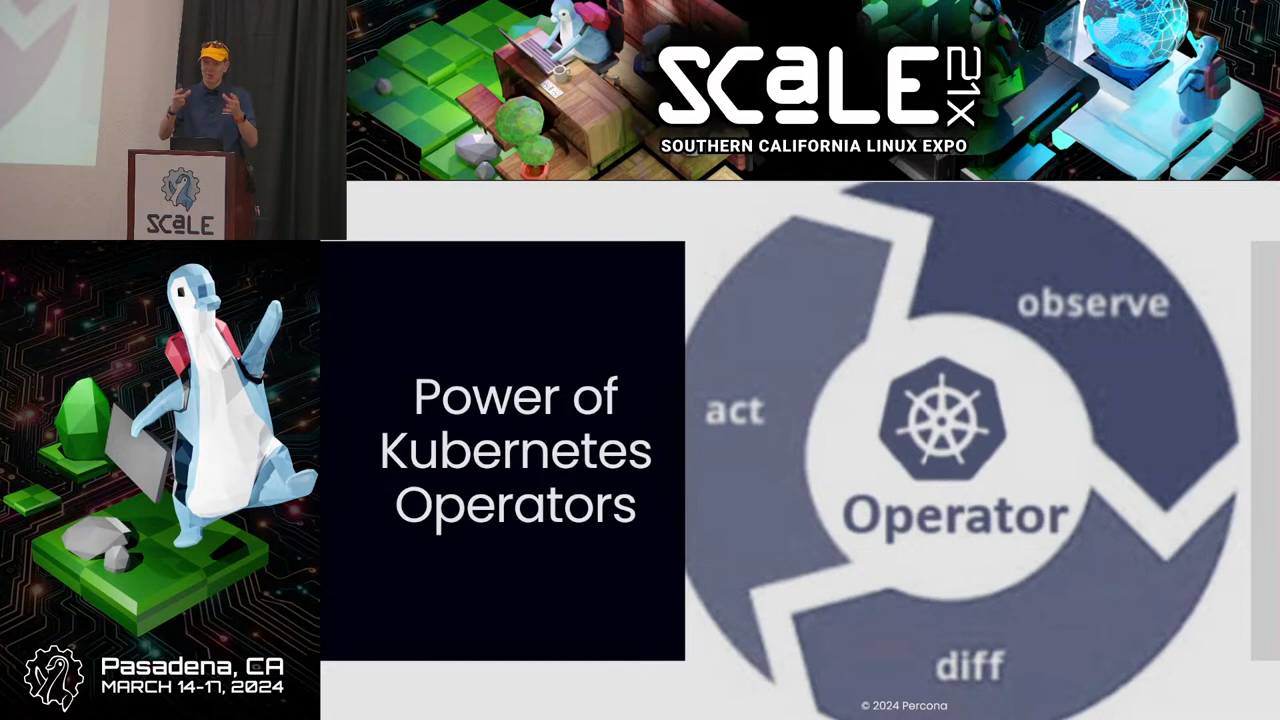 SCaLE 21X
SOUTHERN CALIFORNIA LINUX EXPO
SCaLE
Power of
Kubernetes
Operators
observe
act
Operator
diff
© 2024 Percona
Pasadena, CA
MARCH 14-17, 2024